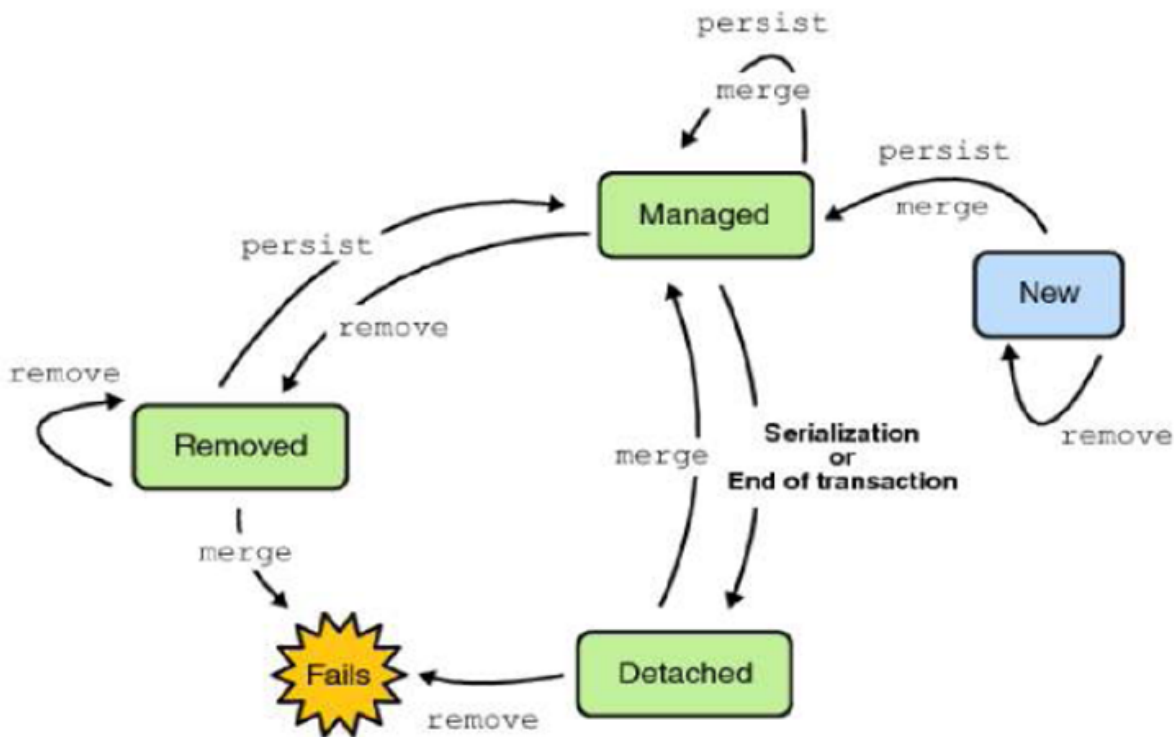 persist
merge
persist
merge
Managed
persist
New
remove
remove
Removed
merge
Serialization
or
End of transaction
remove
merge
Fails
Detached
remove